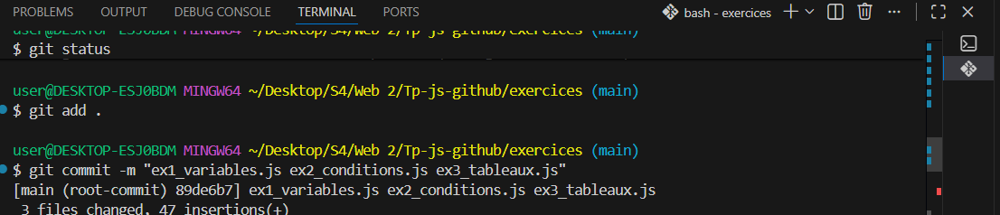 PROBLEMS OUTPUT DEBUG CONSOLE TERMINAL PORTS bash - exercices
user@DESKTOP-ESJ0BDM MINGW64 ~/Desktop/S4/Web 2/Tp-js-github/exercices (main)
$ git status
user@DESKTOP-ESJ0BDM MINGW64 ~/Desktop/S4/Web 2/Tp-js-github/exercices (main)
$ git add .
user@DESKTOP-ESJ0BDM MINGW64 ~/Desktop/S4/Web 2/Tp-js-github/exercices (main)
$ git commit -m "ex1_variables.js ex2_conditions.js ex3_tableaux.js"
[main (root-commit) 89de6b7] ex1_variables.js ex2_conditions.js ex3_tableaux.js
3 files changed, 47 insertions(+)